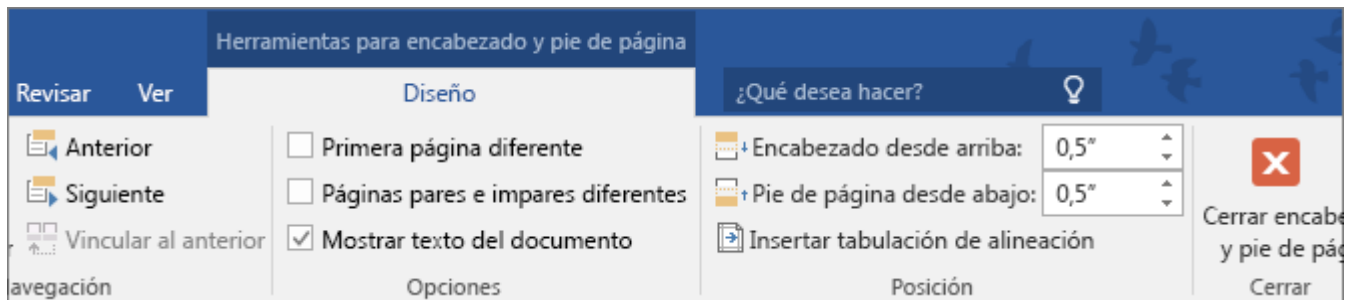 Herramientas para encabezado y pie de página
Revisar Ver Diseño ¿Qué desea hacer?
Anterior Primera página diferente Encabezado desde arriba: 0,5"
Siguiente Páginas pares e impares diferentes Pie de página desde abajo: 0,5"
Vincular al anterior Mostrar texto del documento Insertar tabulación de alineación
Cerrar encabe
y pie de pág
avegación Opciones Posición Cerrar